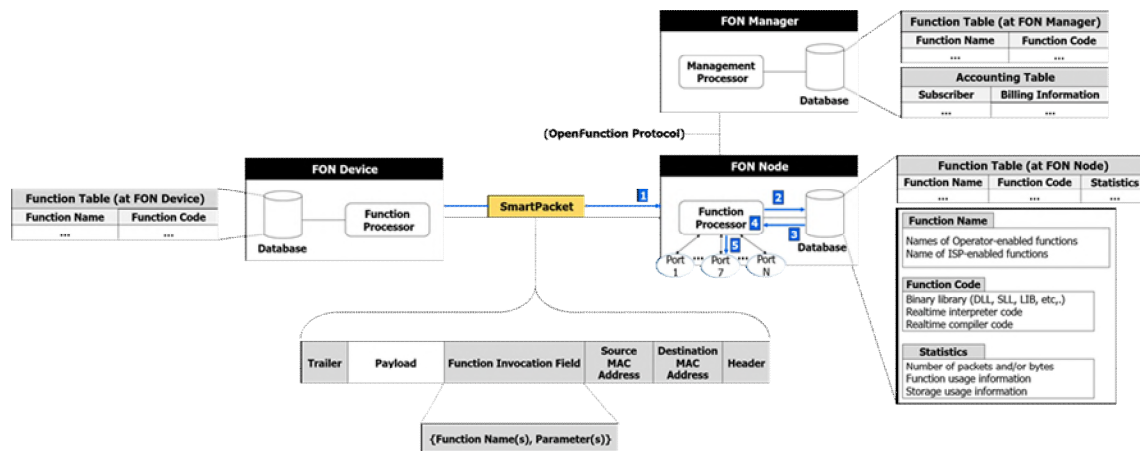 FON Manager
Management
Processor
Database
Function Table (at FON Manager)
Function Name Function Code
... ...
Accounting Table
Subscriber Billing Information
... ...
(OpenFunction Protocol)
FON Device
Function Table (at FON Device)
Function Name Function Code
... ...
Database
Function
Processor
SmartPacket
1
FON Node
Function
Processor
2
3
4
5
Database
Port
1
...
Port
7
...
Port
N
Function Table (at FON Node)
Function Name Function Code Statistics
... ... ...
Function Name
Names of Operator-enabled functions
Name of ISP-enabled functions
Function Code
Binary library (DLL, SLL, LIB, etc,.)
Realtime interpreter code
Realtime compiler code
Statistics
Number of packets and/or bytes
Function usage information
Storage usage information
Trailer
Payload
Function Invocation Field
Source
MAC
Address
Destination
MAC
Address
Header
{Function Name(s), Parameter(s)}